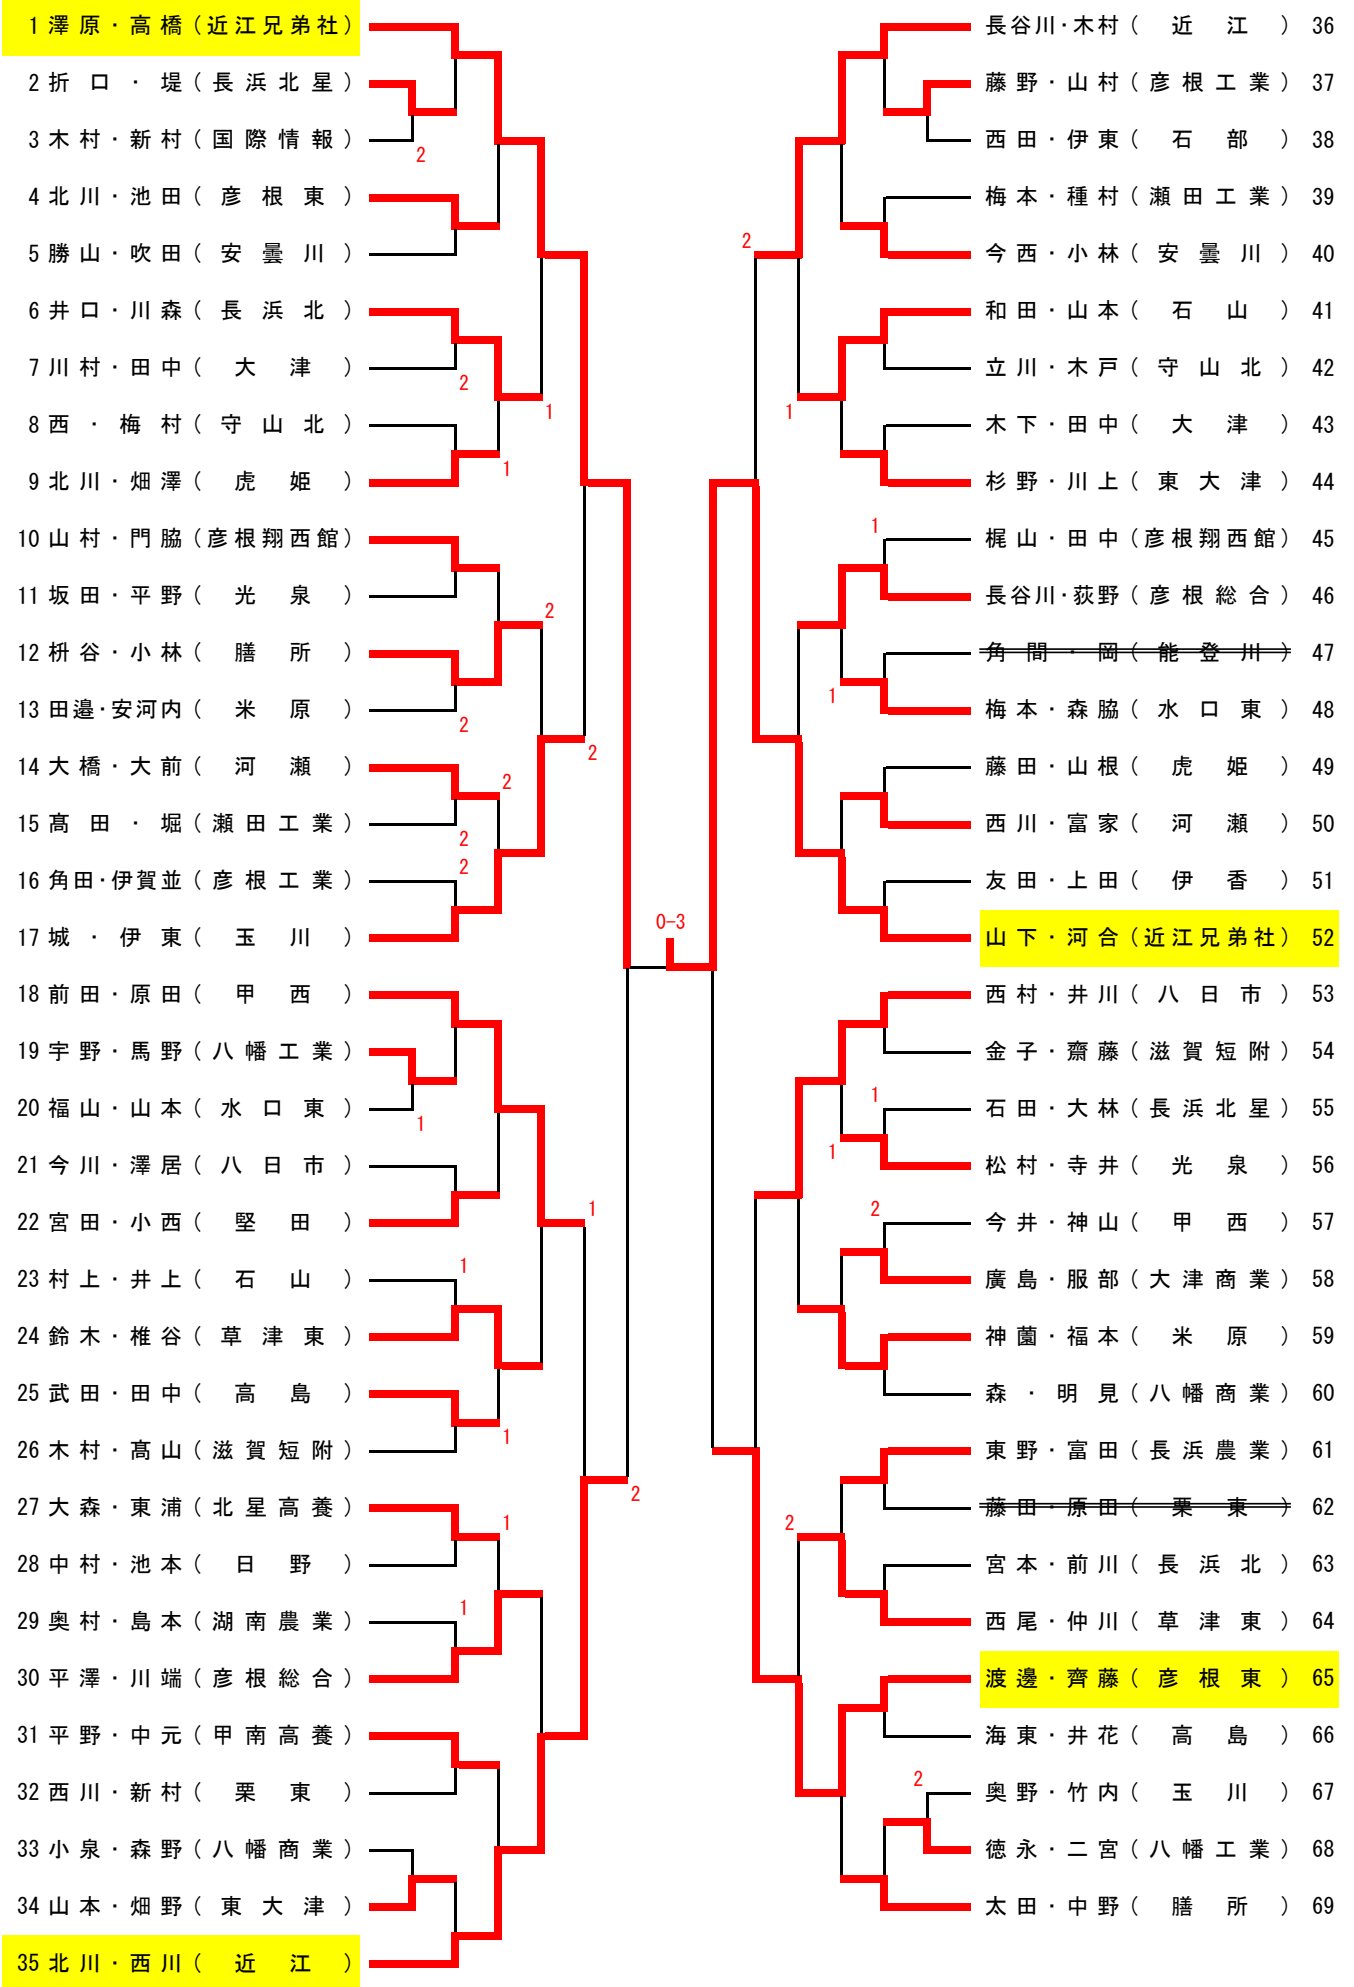 1 澤原・高橋(近江兄弟社)
2 折口・堤(長浜北星)
3 木村・新村(国際情報)
2
4 北川・池田(彦根東)
5 勝山・吹田(安曇川)
6 井口・川森(長浜北)
7 川村・田中(大津)
2
1
8 西・梅村(守山北)
1
9 北川・畑澤(虎姫)
10 山村・門脇(彦根翔西館)
11 坂田・平野(光泉)
2
12 枡谷・小林(膳所)
13 田邉・安河内(米原)
2
2
14 大橋・大前(河瀬)
2
15 髙田・堀(瀬田工業)
2
2
16 角田・伊賀並(彦根工業)
17 城・伊東(玉川)
18 前田・原田(甲西)
19 宇野・馬野(八幡工業)
20 福山・山本(水口東)
1
21 今川・澤居(八日市)
22 宮田・小西(堅田)
1
1
23 村上・井上(石山)
24 鈴木・椎谷(草津東)
25 武田・田中(高島)
1
26 木村・髙山(滋賀短附)
2
27 大森・東浦(北星高養)
1
28 中村・池本(日野)
1
29 奥村・島本(湖南農業)
30 平澤・川端(彦根総合)
31 平野・中元(甲南高養)
32 西川・新村(栗東)
33 小泉・森野(八幡商業)
34 山本・畑野(東大津)
35 北川・西川(近江)
0-3
長谷川・木村(近江) 36
藤野・山村(彦根工業) 37
西田・伊東(石部) 38
梅本・種村(瀬田工業) 39
2
今西・小林(安曇川) 40
和田・山本(石山) 41
立川・木戸(守山北) 42
1
木下・田中(大津) 43
杉野・川上(東大津) 44
1
梶山・田中(彦根翔西館) 45
長谷川・荻野(彦根総合) 46
角間・岡(能登川) 47
1
梅本・森脇(水口東) 48
藤田・山根(虎姫) 49
西川・富家(河瀬) 50
友田・上田(伊香) 51
山下・河合(近江兄弟社) 52
西村・井川(八日市) 53
金子・齋藤(滋賀短附) 54
1
石田・大林(長浜北星) 55
1
松村・寺井(光泉) 56
2
今井・神山(甲西) 57
廣島・服部(大津商業) 58
神薗・福本(米原) 59
森・明見(八幡商業) 60
東野・富田(長浜農業) 61
藤田・原田(栗東) 62
2
宮本・前川(長浜北) 63
西尾・仲川(草津東) 64
渡邊・齊藤(彦根東) 65
海東・井花(高島) 66
2
奥野・竹内(玉川) 67
徳永・二宮(八幡工業) 68
太田・中野(膳所) 69